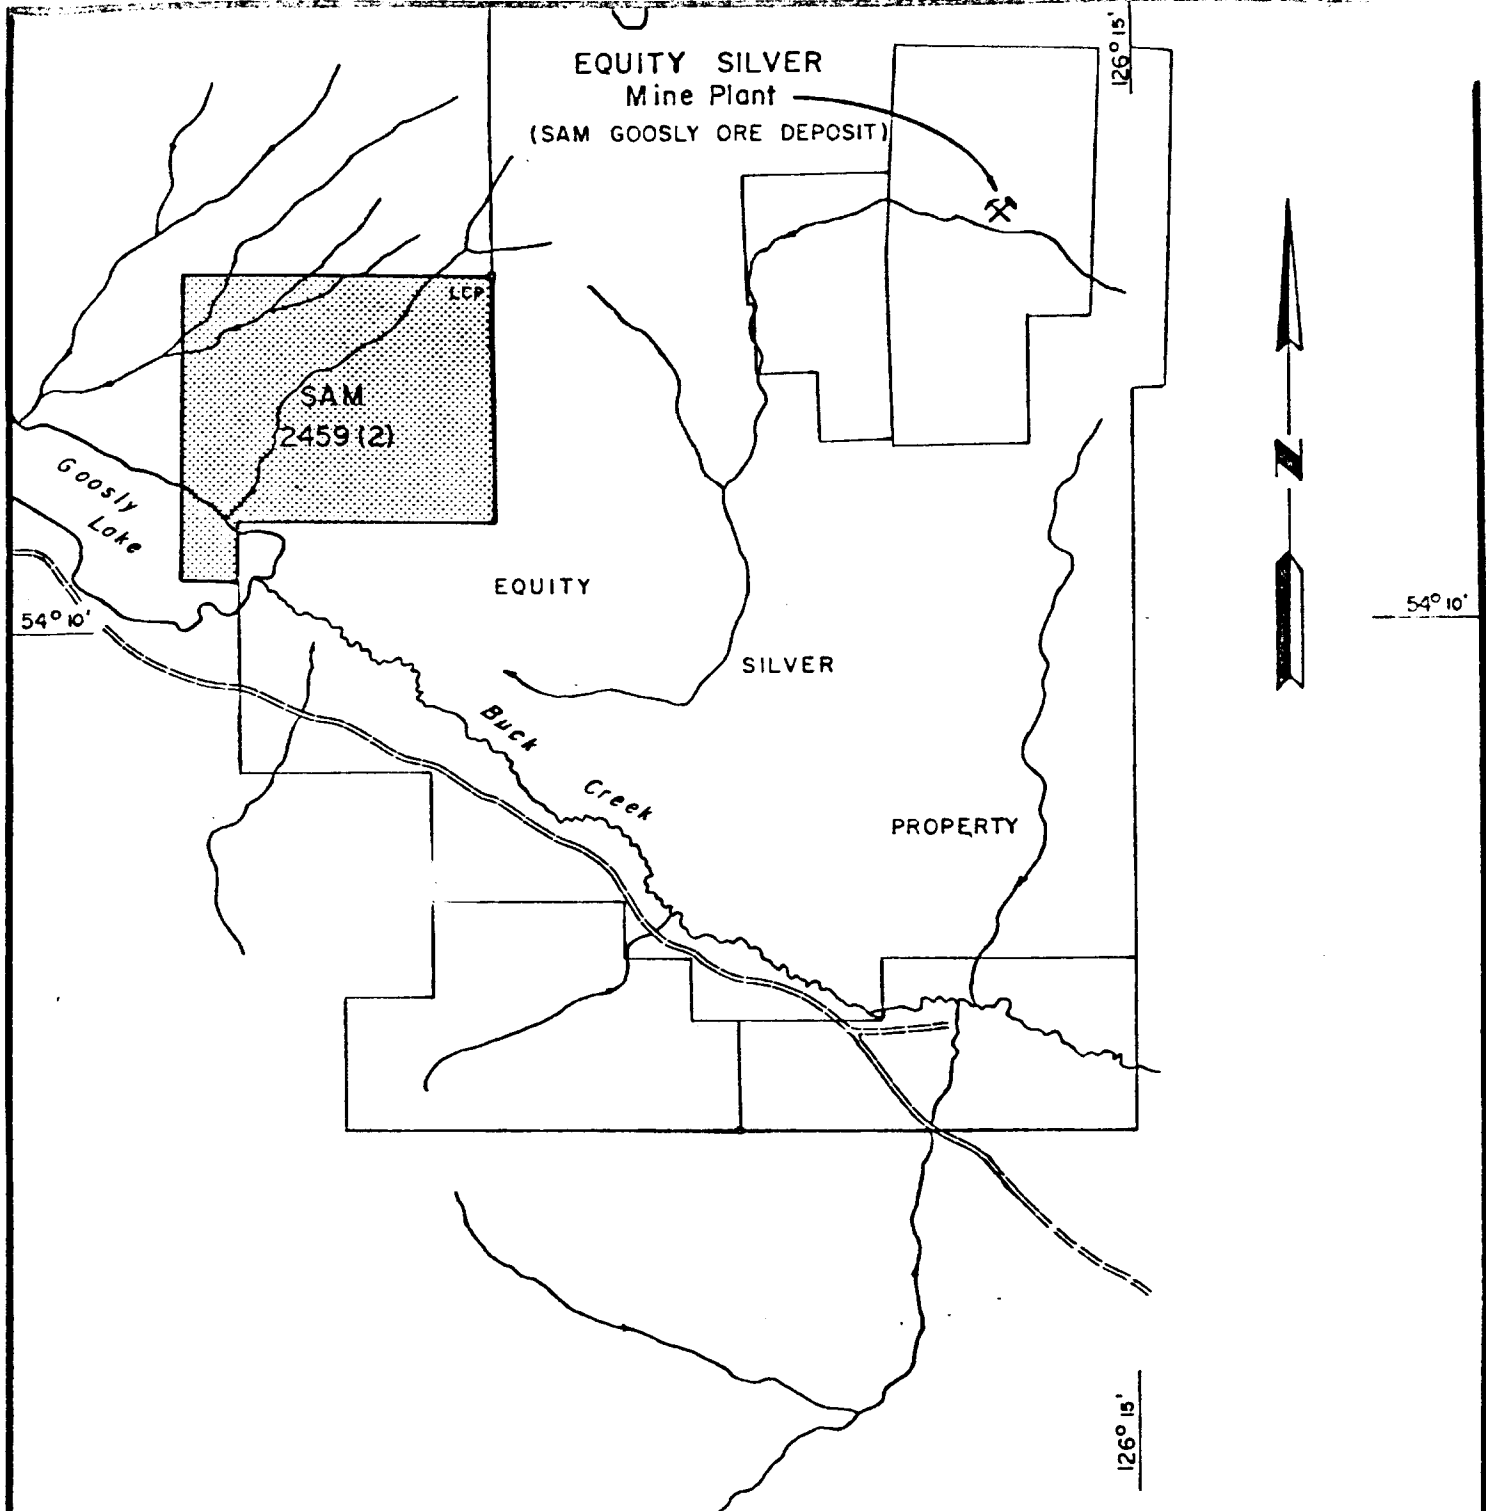 EQUITY SILVER
Mine Plant
(SAM GOOSLY ORE DEPOSIT)
126° 15'
LCP
SAM
2459 (2)
Goosly
Lake
N
EQUITY
54° 10'
54° 10'
SILVER
Buck
Creek
PROPERTY
126° 15'